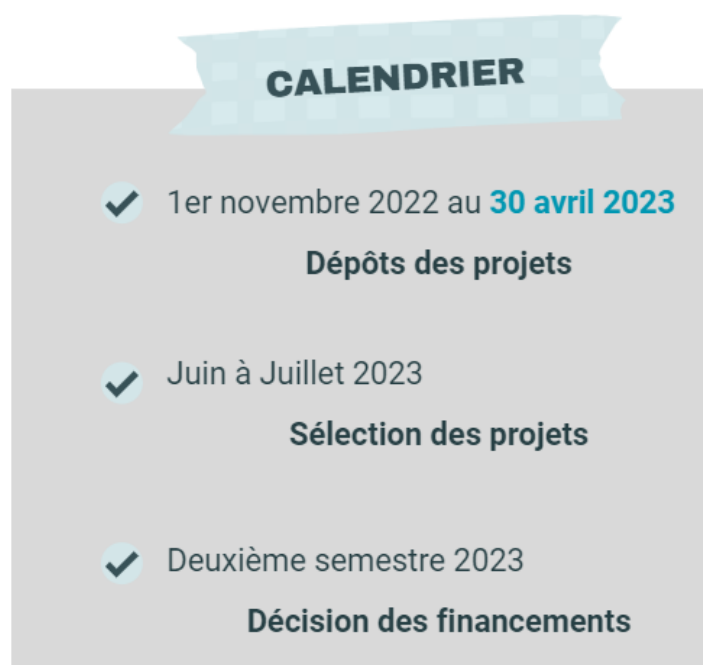 CALENDRIER
1er novembre 2022 au 30 avril 2023
Dépôts des projets
Juin à Juillet 2023
Sélection des projets
Deuxième semestre 2023
Décision des financements